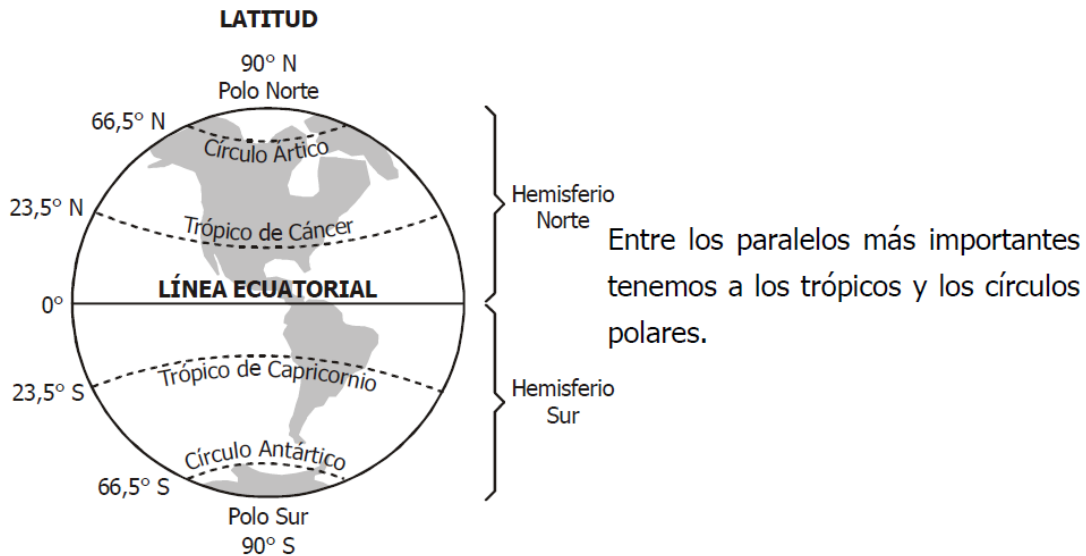 LATITUD
90° N
Polo Norte
66,5° N
Círculo Ártico
23,5° N
Trópico de Cáncer
Hemisferio
Norte
LÍNEA ECUATORIAL
0°
Trópico de Capricornio
23,5° S
Hemisferio
Sur
Círculo Antártico
66,5° S
Polo Sur
90° S
Entre los paralelos más importantes
tenemos a los trópicos y los círculos
polares.